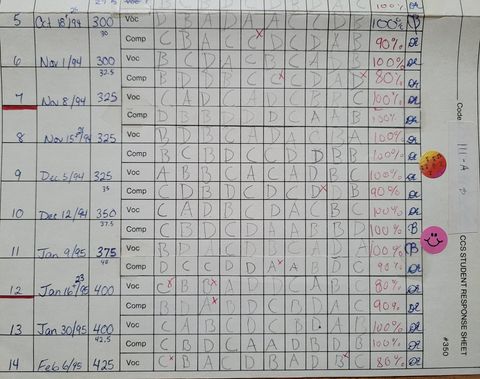 100%
5 Oct 18/94 300 Voc D B A D A A C C D B 100% B
30 Comp C B A C C D C D A B 90%
6 Nov 1/94 300 Voc B C D A C B C A D B 100%
32.5 Comp B D B B C C C D A D 80%
7 Nov 8/94 325 Voc C A D C A D C B B C 100%
Comp D B B D D D C A A B 100%
8 Nov 15/94 325 Voc B D B C A D A C B A 100%
Comp B C B D C C D D B B 100%
9 Dec 5/94 325 Voc A B B C A C A D B C 100%
35 Comp C D B D C D C D B 90%
10 Dec 12/94 350 Voc C A D B C D A C B C 100%
37.5 Comp C B D C A A B B 100% B
11 Jan 9/95 375 Voc B D A C A 100% B
40 Comp D C C D D A A B B C 90%
23
12 Jan 16/95 400 Voc C B B A D D C A B C 80%
Comp B D A B D B C D A C 90%
13 Jan 30/95 400 Voc C A B C D C B D A B 100%
42.5 Comp C B D C A A D B B D 100%
14 Feb 6/95 425 Voc C B A C D B A D B C 80%
Code III-A
CCS STUDENT RESPONSE SHEET
#350